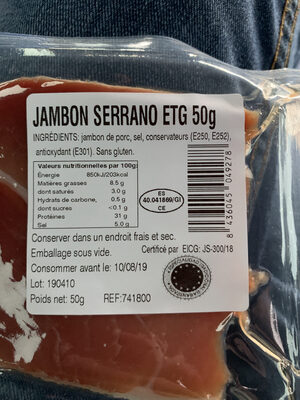 JAMBON SERRANO ETG 50g
INGRÉDIENTS: jambon de porc, sel, conservateurs (E250, E252),
antioxydant (E301). Sans gluten.
Valeurs nutritionnelles par 100g:
Énergie 850kJ/203kcal
Matières grasses 8,5 g
dont saturés 3.0 g
Hydrats de carbone 0,5 g
dont sucres <0.1 g
Protéines 31 g
Sel 5.0 g
ES
40.041869/GI
CE
8 436045 049278
Conserver dans un endroit frais et sec.
Emballage sous vide.
Certifié par EICG: JS-300/18
Consommer avant le: 10/08/19
Lot: 190410
Poids net: 50g
REF:741800